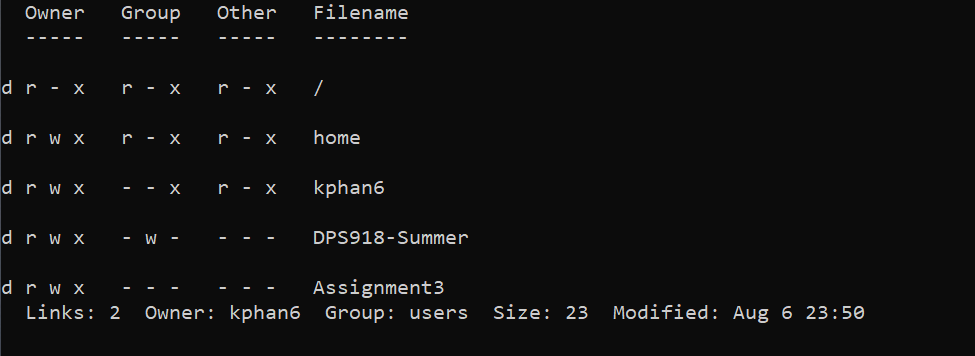 Owner Group Other Filename
----- ----- ----- --------
d r - x r - x r - x /
d r w x r - x r - x home
d r w x - - x r - x kphan6
d r w x - w - - - - DPS918-Summer
d r w x - - - - - - Assignment3
Links: 2 Owner: kphan6 Group: users Size: 23 Modified: Aug 6 23:50